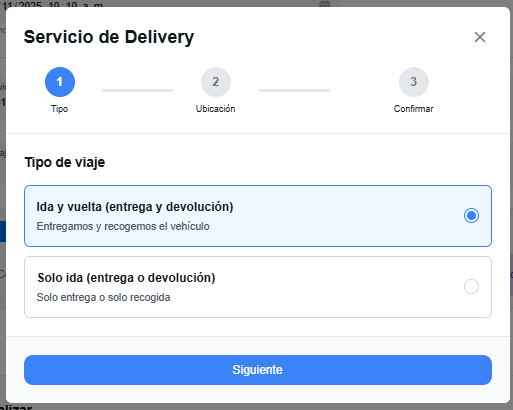 11/2025, 10:10 a. m.
Servicio de Delivery
1
2
3
Tipo
Ubicación
Confirmar
Tipo de viaje
Ida y vuelta (entrega y devolución)
Entregamos y recogemos el vehículo
Solo ida (entrega o devolución)
Solo entrega o solo recogida
Siguiente